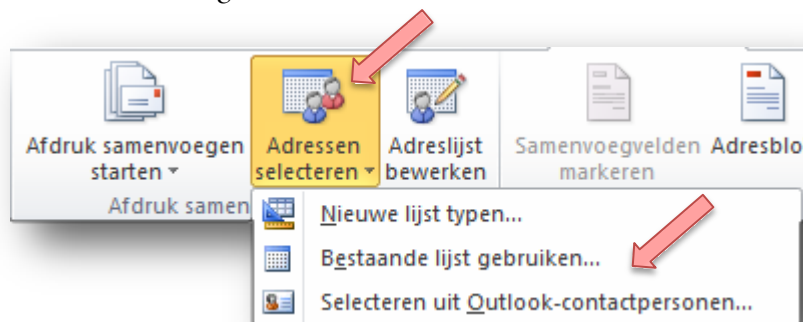 Afdruk samenvoegen starten
Adressen selecteren
Adreslijst bewerken
Samenvoegvelden markeren
Adresblo
Afdruk samen
Nieuwe lijst typen...
Bestaande lijst gebruiken...
Selecteren uit Outlook-contactpersonen...